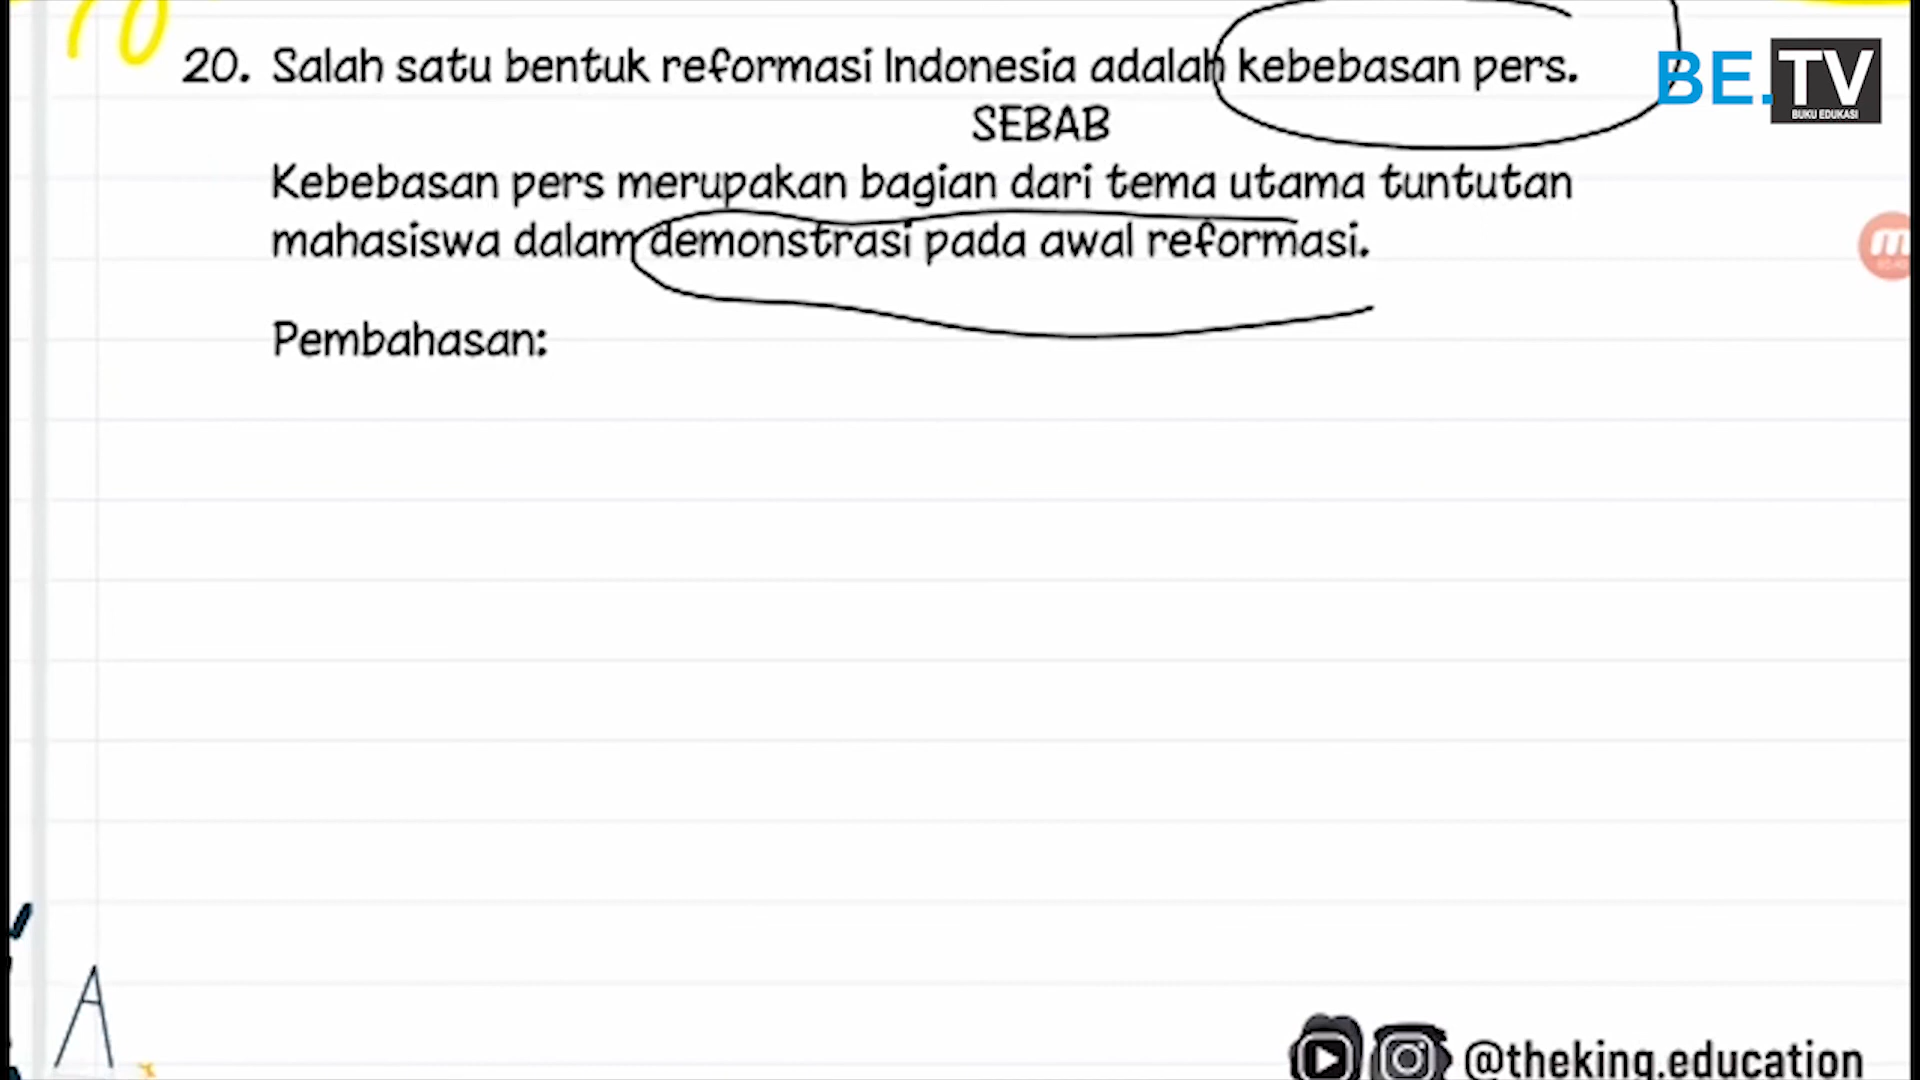 20. Salah satu bentuk reformasi Indonesia adalah kebebasan pers.
BE.TV
BUKU EDUKASI
SEBAB
Kebebasan pers merupakan bagian dari tema utama tuntutan
mahasiswa dalam demonstrasi pada awal reformasi.
Pembahasan:
A
@theking.education